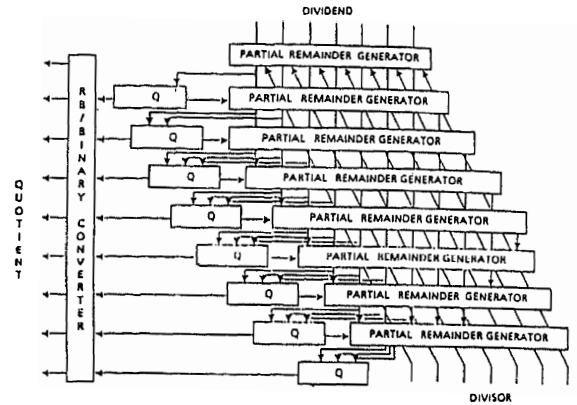 DIVIDEND
PARTIAL REMAINDER GENERATOR
Q
PARTIAL REMAINDER GENERATOR
Q
PARTIAL REMAINDER GENERATOR
Q
PARTIAL REMAINDER GENERATOR
Q
PARTIAL REMAINDER GENERATOR
Q
PARTIAL REMAINDER GENERATOR
Q
PARTIAL REMAINDER GENERATOR
Q
PARTIAL REMAINDER GENERATOR
Q
QUOTIENT
RB/BINARY CONVERTER
DIVISOR